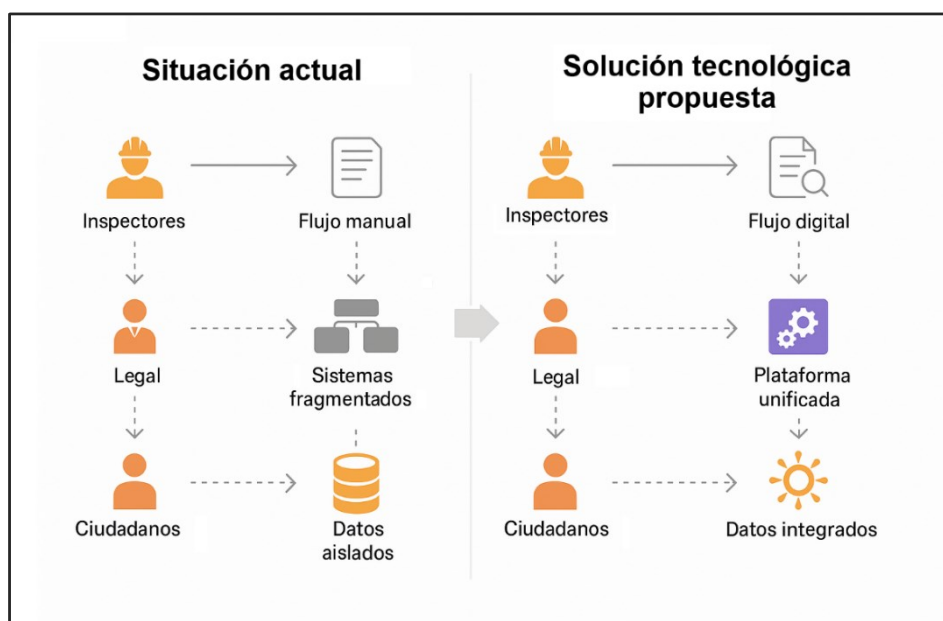 Situación actual
Inspectores
Flujo manual
Legal
Sistemas
fragmentados
Ciudadanos
Datos
aislados
Solución tecnológica
propuesta
Inspectores
Flujo digital
Legal
Plataforma
unificada
Ciudadanos
Datos integrados